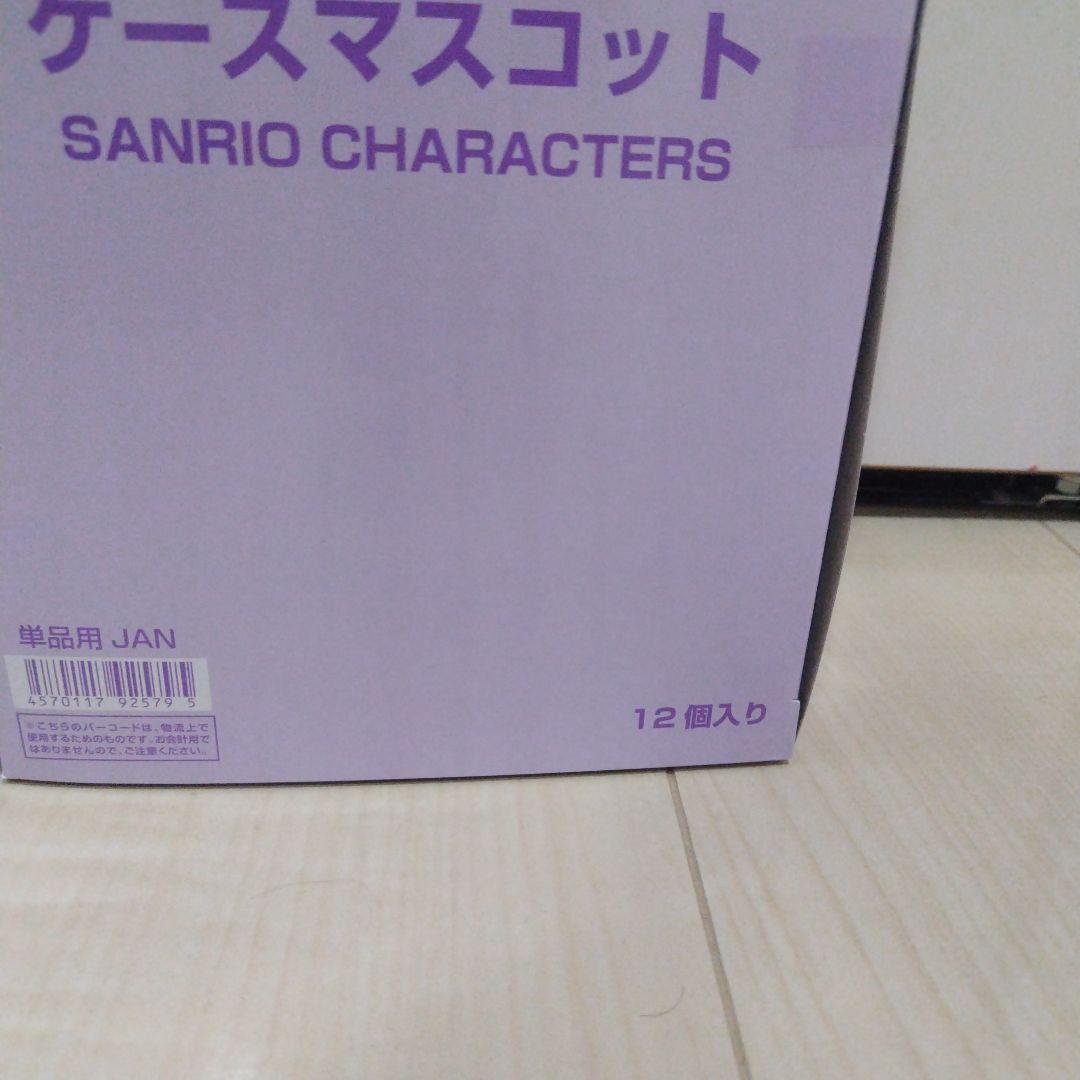 ケースマスコット
SANRIO CHARACTERS
単品用 JAN
4570117 92579 5
※こちらのバーコードは、物流上で
使用するためのものです。お会計用で
はありませんので、ご注意ください。
12個入り